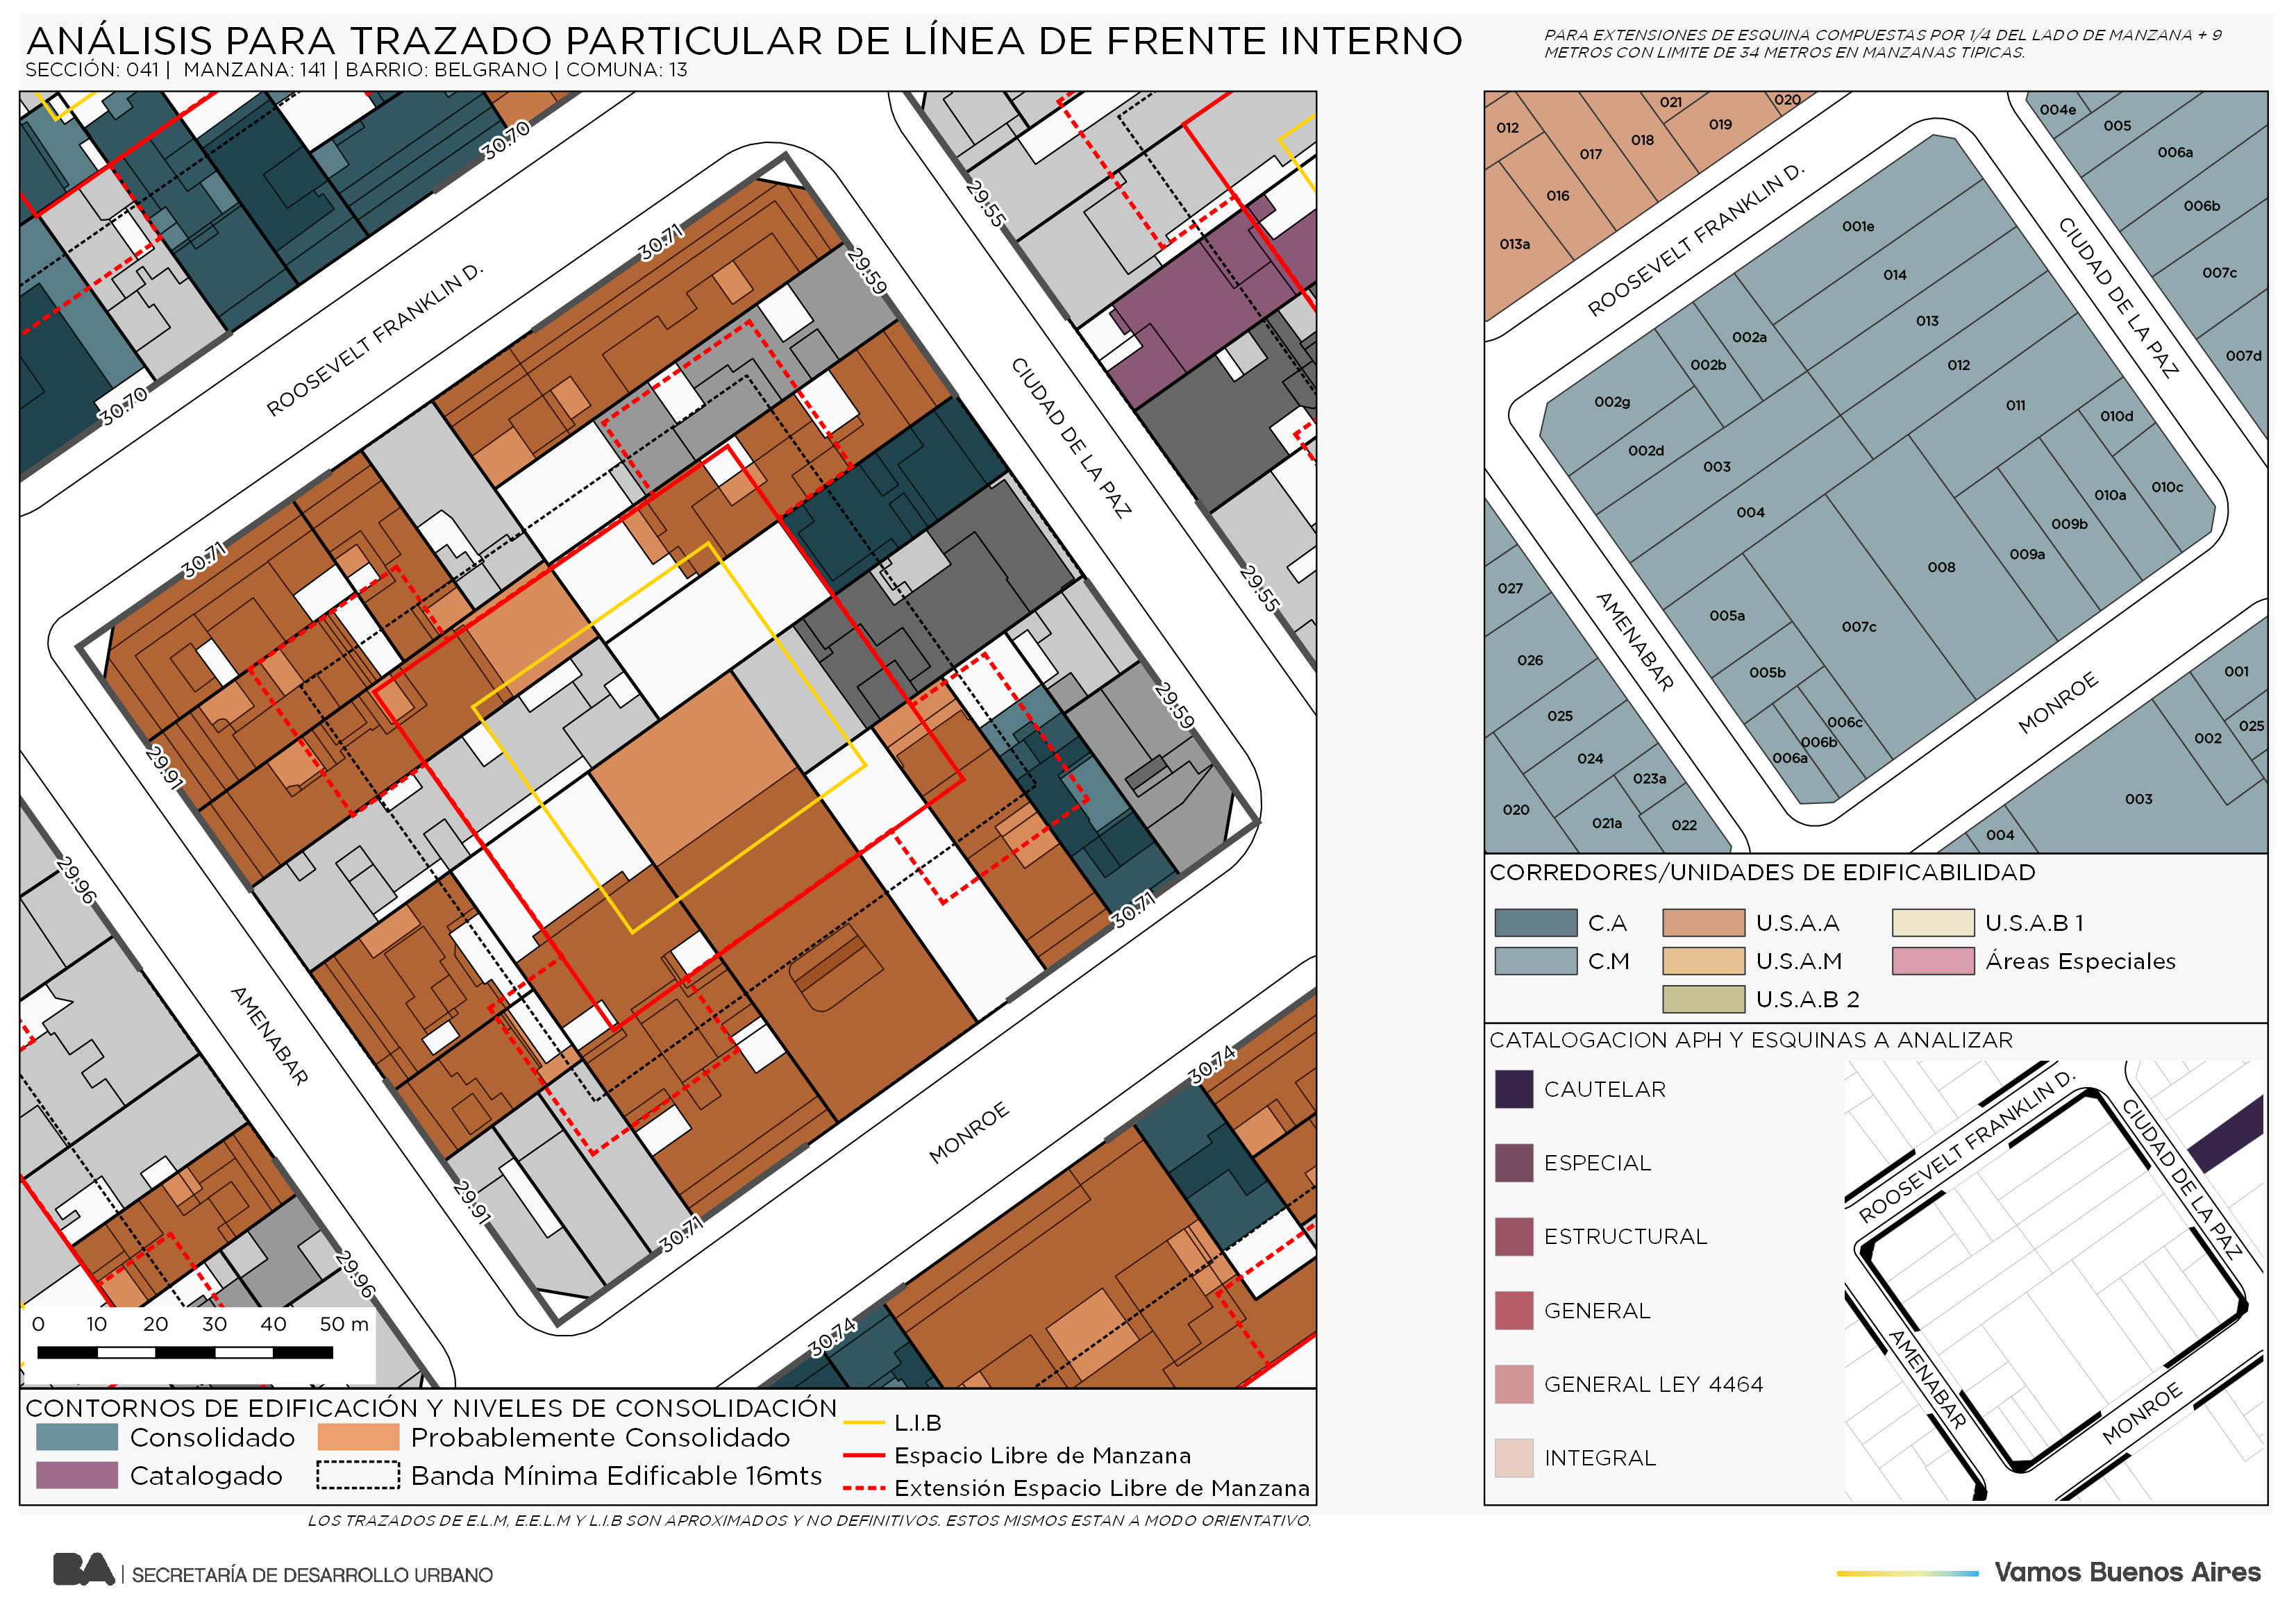 ANÁLISIS PARA TRAZADO PARTICULAR DE LÍNEA DE FRENTE INTERNO
SECCIÓN: 041 | MANZANA: 141 | BARRIO: BELGRANO | COMUNA: 13
PARA EXTENSIONES DE ESQUINA COMPUESTAS POR 1/4 DEL LADO DE MANZANA + 9
METROS CON LIMITE DE 34 METROS EN MANZANAS TIPICAS.
30.70
30.70
29.55
29.55
ROOSEVELT FRANKLIN D.
30.71
30.71
29.59
29.59
CIUDAD DE LA PAZ
29.91
29.91
29.96
29.96
AMENABAR
30.71
30.71
MONROE
30.74
30.74
0 10 20 30 40 50 m
CONTORNOS DE EDIFICACIÓN Y NIVELES DE CONSOLIDACIÓN
Consolidado
Probablemente Consolidado
Catalogado
Banda Mínima Edificable 16mts
L.I.B
Espacio Libre de Manzana
Extensión Espacio Libre de Manzana
LOS TRAZADOS DE E.L.M, E.E.L.M Y L.I.B SON APROXIMADOS Y NO DEFINITIVOS. ESTOS MISMOS ESTAN A MODO ORIENTATIVO.
012
017
018
021
019
020
016
013a
004e
005
006a
006b
007c
007d
ROOSEVELT FRANKLIN D.
CIUDAD DE LA PAZ
001e
014
013
012
011
002a
002b
002g
002d
003
004
010d
010c
010a
009b
009a
008
007c
005a
005b
006c
006b
006a
AMENABAR
MONROE
027
026
025
024
023a
020
021a
022
001
025
002
003
004
CORREDORES/UNIDADES DE EDIFICABILIDAD
C.A
U.S.A.A
U.S.A.B 1
C.M
U.S.A.M
Áreas Especiales
U.S.A.B 2
CATALOGACION APH Y ESQUINAS A ANALIZAR
CAUTELAR
ESPECIAL
ESTRUCTURAL
GENERAL
GENERAL LEY 4464
INTEGRAL
ROOSEVELT FRANKLIN D.
CIUDAD DE LA PAZ
AMENABAR
MONROE
BA | SECRETARÍA DE DESARROLLO URBANO
Vamos Buenos Aires